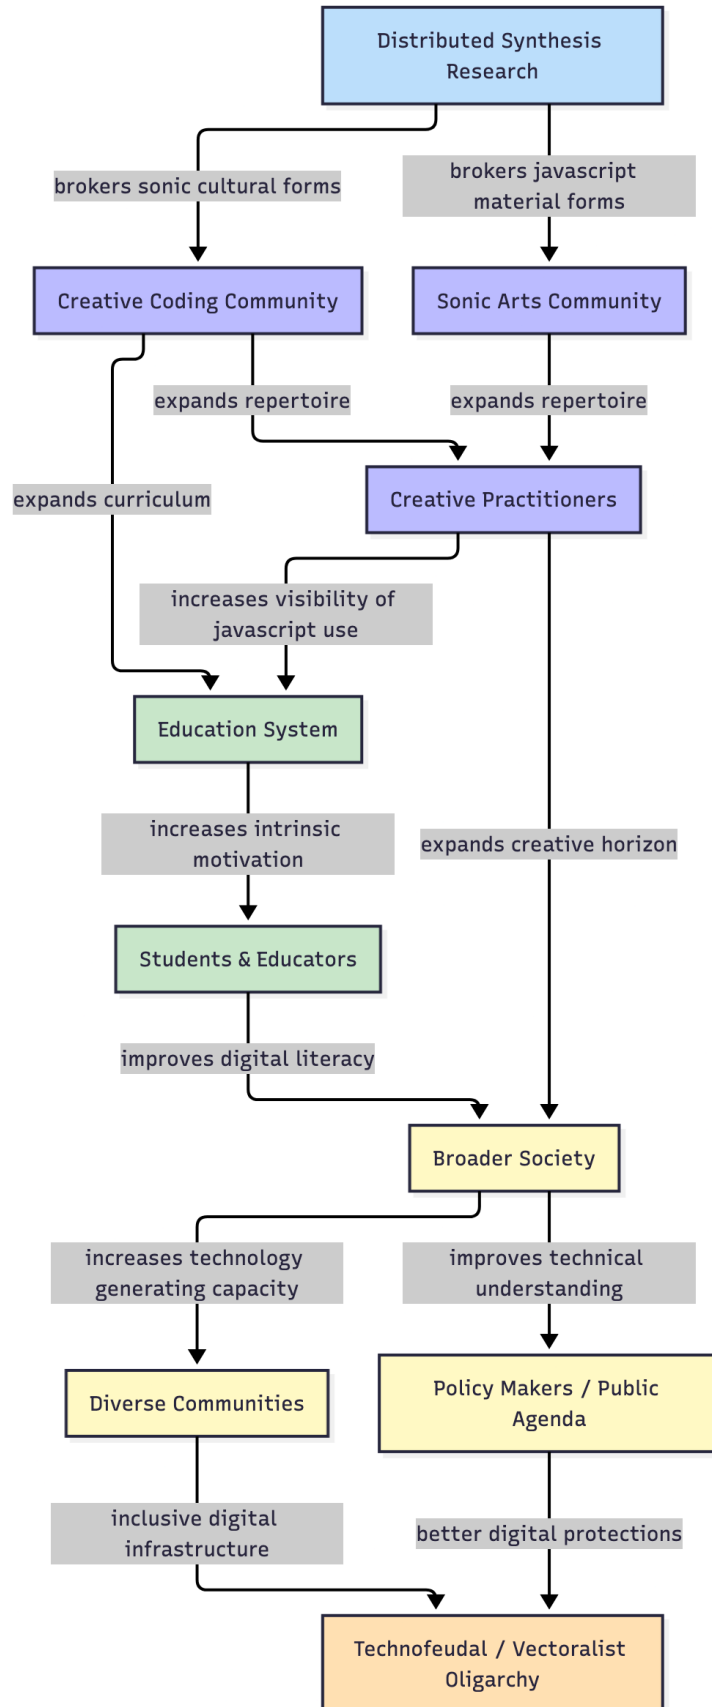 Distributed Synthesis
Research
brokers sonic cultural forms
brokers javascript
material forms
Creative Coding Community
Sonic Arts Community
expands repertoire
expands repertoire
expands curriculum
Creative Practitioners
increases visibility of
javascript use
Education System
increases intrinsic
motivation
expands creative horizon
Students & Educators
improves digital literacy
Broader Society
increases technology
generating capacity
improves technical
understanding
Diverse Communities
Policy Makers / Public
Agenda
inclusive digital
infrastructure
better digital protections
Technofeudal / Vectoralist
Oligarchy